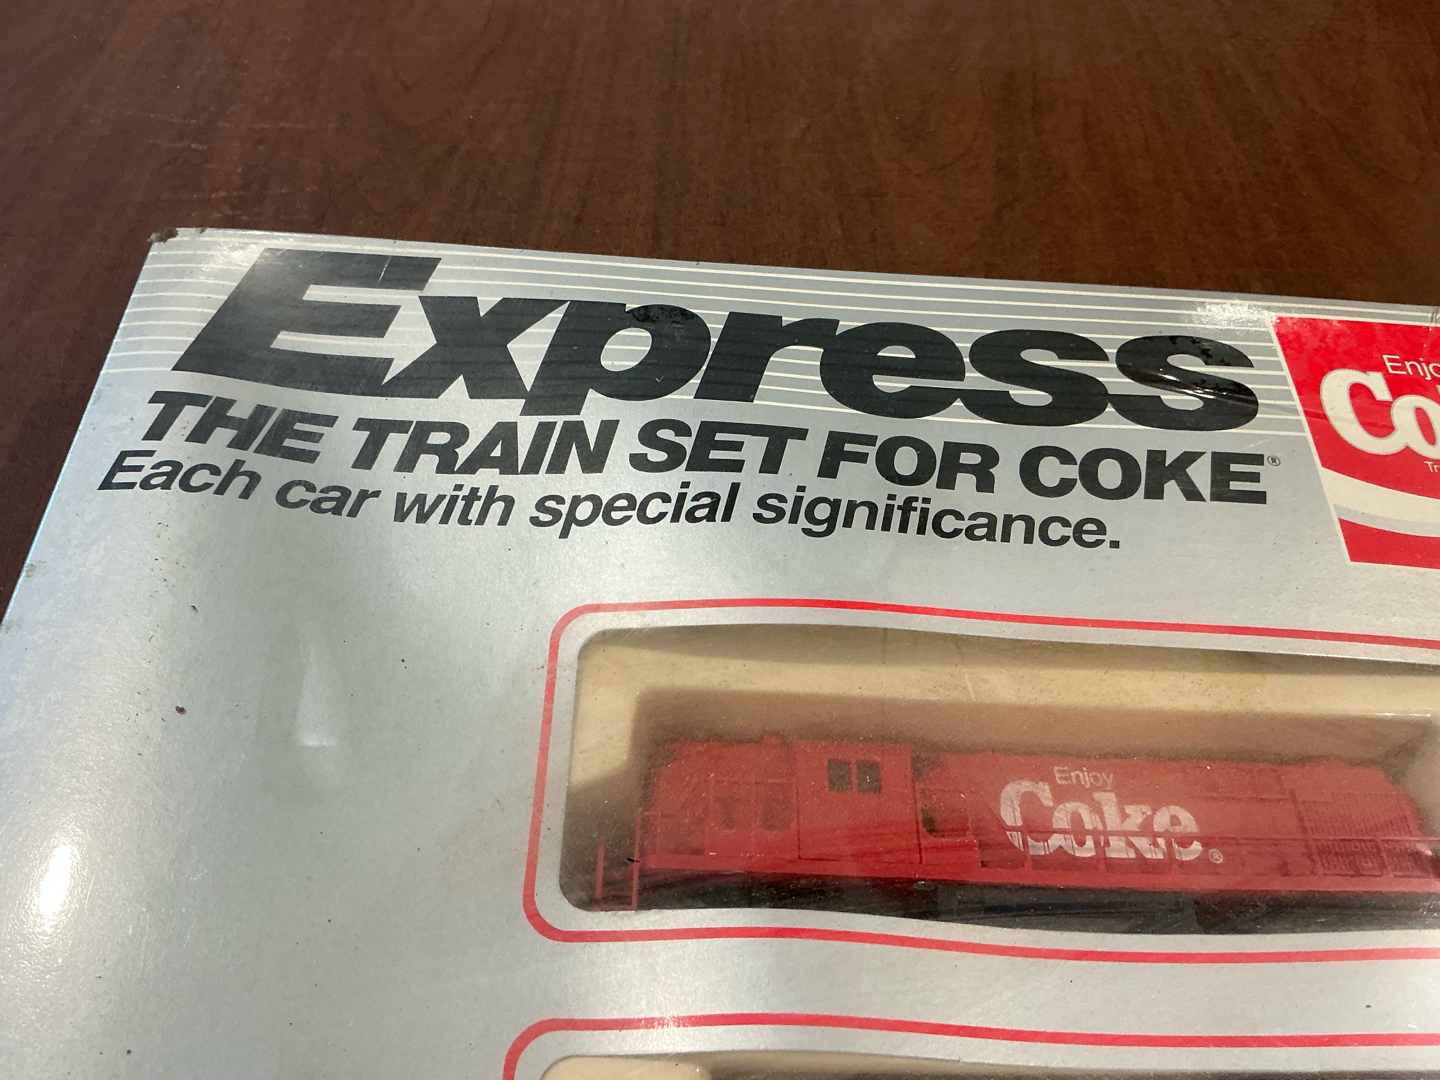 Express
THE TRAIN SET FOR COKE®
Each car with special significance.
Enjoy
Coke®